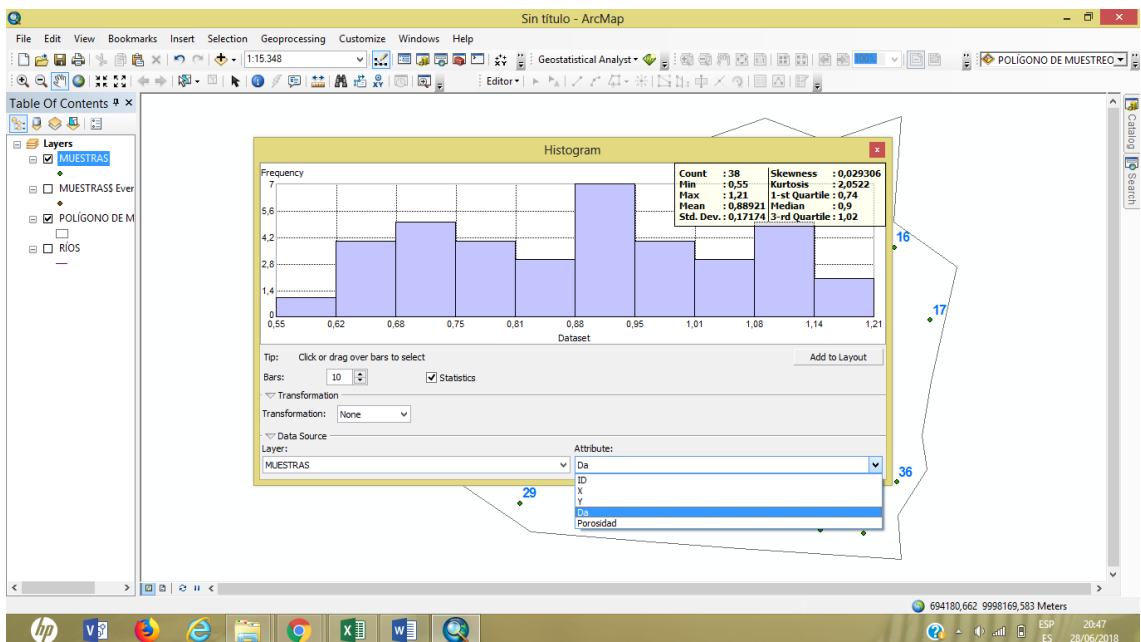 Sin título - ArcMap
File Edit View Bookmarks Insert Selection Geoprocessing Customize Windows Help
1:15.348 Geostatistical Analyst 100% POLÍGONO DE MUESTREO
Editor
Table Of Contents
Layers
MUESTRAS
MUESTRAS$ Ever
POLÍGONO DE M
RÍOS
Catalog
Search
Histogram
Frequency
Count : 38 Skewness : 0,029306
Min : 0,55 Kurtosis : 2,0522
Max : 1,21 1-st Quartile : 0,74
Mean : 0,88921 Median : 0,9
Std. Dev. : 0,17174 3-rd Quartile : 1,02
7
5,6
4,2
2,8
1,4
0
0,55 0,62 0,68 0,75 0,81 0,88 0,95 1,01 1,08 1,14 1,21
Dataset
Tip: Click or drag over bars to select Add to Layout
Bars: 10 Statistics
Transformation
Transformation: None
Data Source
Layer: Attribute:
MUESTRAS Da
ID
X
Y
Da
Porosidad
16
17
36
29
694180,662 9998169,583 Meters
hp
ESP 20:47
ES 28/06/2018